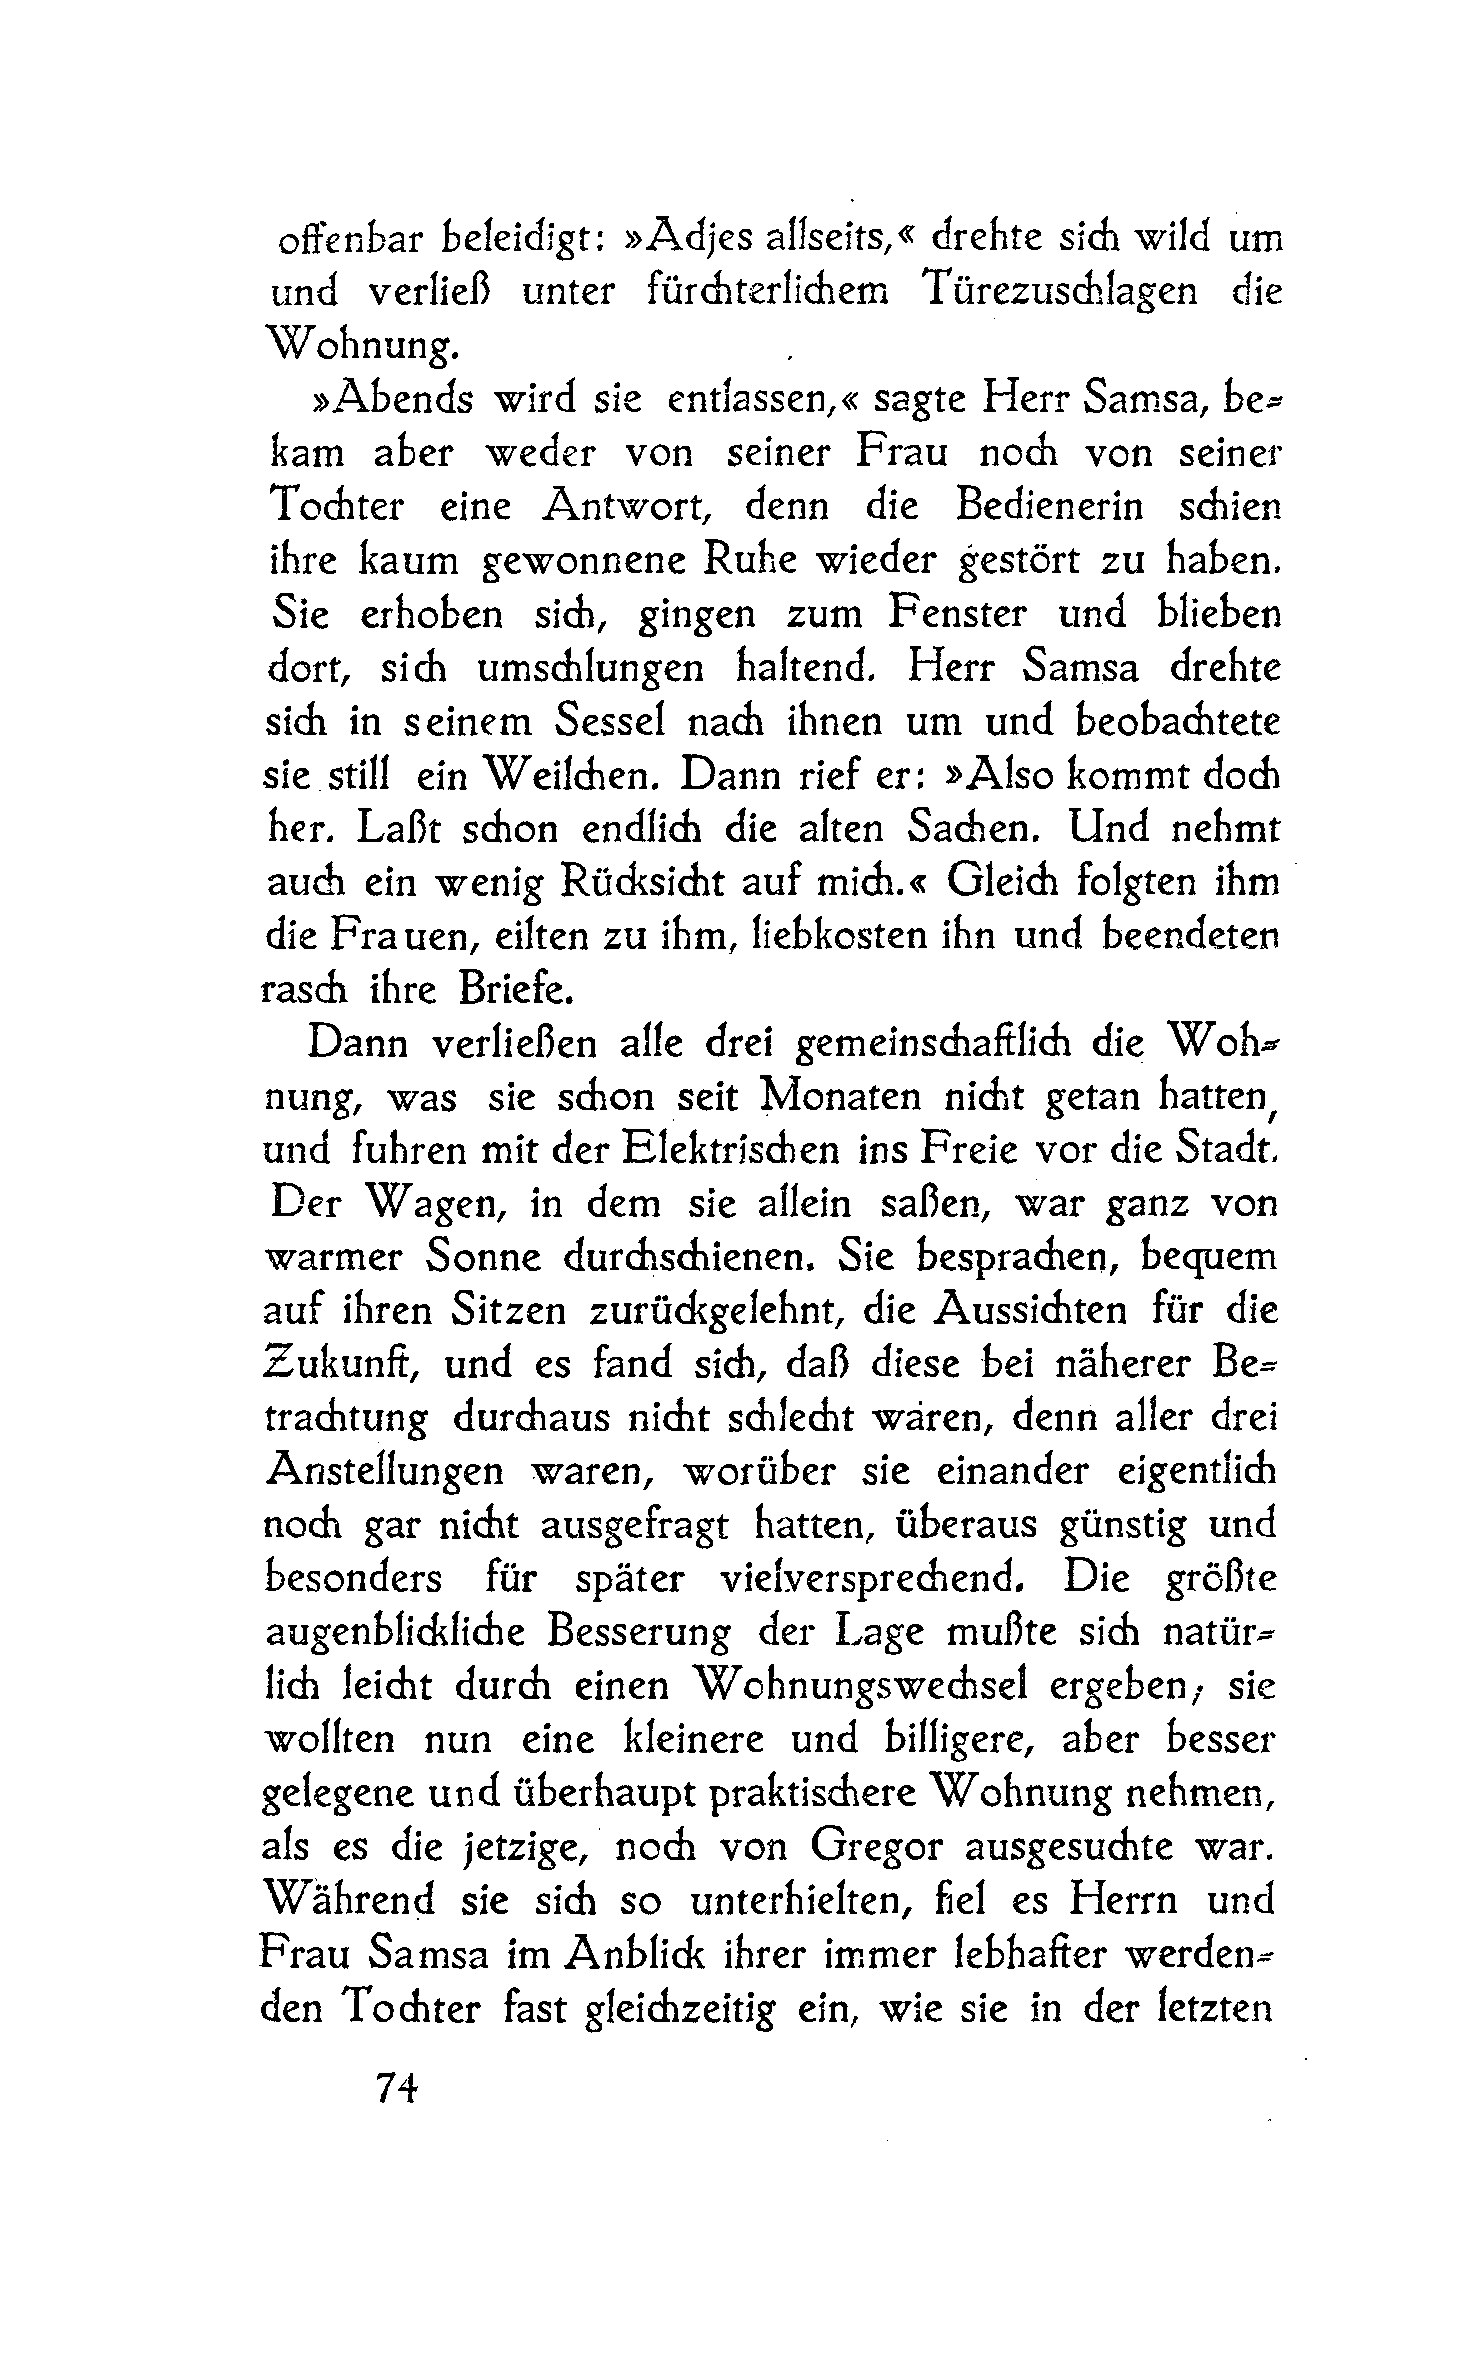 offenbar beleidigt: »Adjes allseits,« drehte sich wild um
und verließ unter fürchterlichem Türezuschlagen die
Wohnung.
»Abends wird sie entlassen,« sagte Herr Samsa, be-
kam aber weder von seiner Frau noch von seiner
Tochter eine Antwort, denn die Bedienerin schien
ihre kaum gewonnene Ruhe wieder gestört zu haben.
Sie erhoben sich, gingen zum Fenster und blieben
dort, sich umschlungen haltend. Herr Samsa drehte
sich in seinem Sessel nach ihnen um und beobachtete
sie still ein Weilchen. Dann rief er: »Also kommt doch
her. Laßt schon endlich die alten Sachen. Und nehmt
auch ein wenig Rücksicht auf mich.« Gleich folgten ihm
die Frauen, eilten zu ihm, liebkosten ihn und beendeten
rasch ihre Briefe.
Dann verließen alle drei gemeinschaftlich die Woh-
nung, was sie schon seit Monaten nicht getan hatten,
und fuhren mit der Elektrischen ins Freie vor die Stadt.
Der Wagen, in dem sie allein saßen, war ganz von
warmer Sonne durchschienen. Sie besprachen, bequem
auf ihren Sitzen zurückgelehnt, die Aussichten für die
Zukunft, und es fand sich, daß diese bei näherer Be-
trachtung durchaus nicht schlecht wären, denn aller drei
Anstellungen waren, worüber sie einander eigentlich
noch gar nicht ausgefragt hatten, überaus günstig und
besonders für später vielversprechend. Die größte
augenblickliche Besserung der Lage mußte sich natür-
lich leicht durch einen Wohnungswechsel ergeben; sie
wollten nun eine kleinere und billigere, aber besser
gelegene und überhaupt praktischere Wohnung nehmen,
als es die jetzige, noch von Gregor ausgesuchte war.
Während sie sich so unterhielten, fiel es Herrn und
Frau Samsa im Anblick ihrer immer lebhafter werden-
den Tochter fast gleichzeitig ein, wie sie in der letzten
74